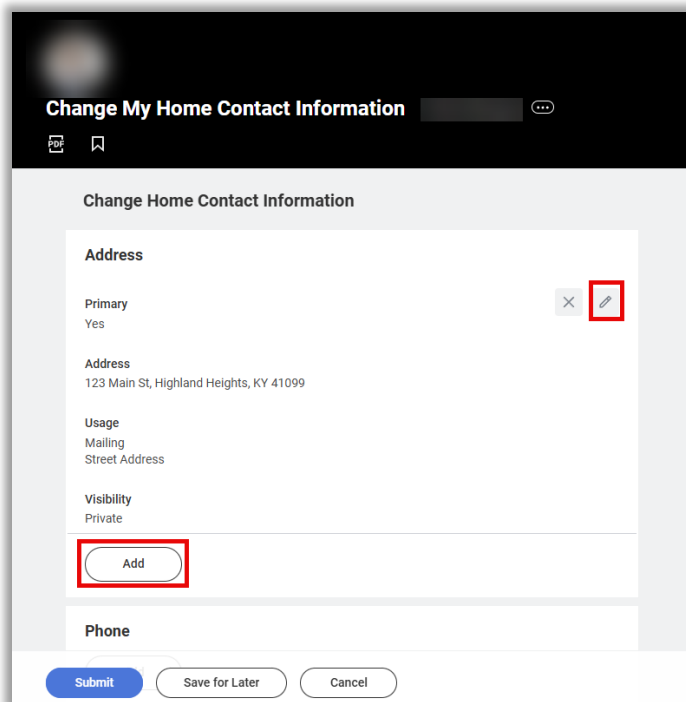 Change My Home Contact Information
PDF
Change Home Contact Information
Address
Primary
Yes
Address
123 Main St, Highland Heights, KY 41099
Usage
Mailing
Street Address
Visibility
Private
Add
Phone
Submit
Save for Later
Cancel